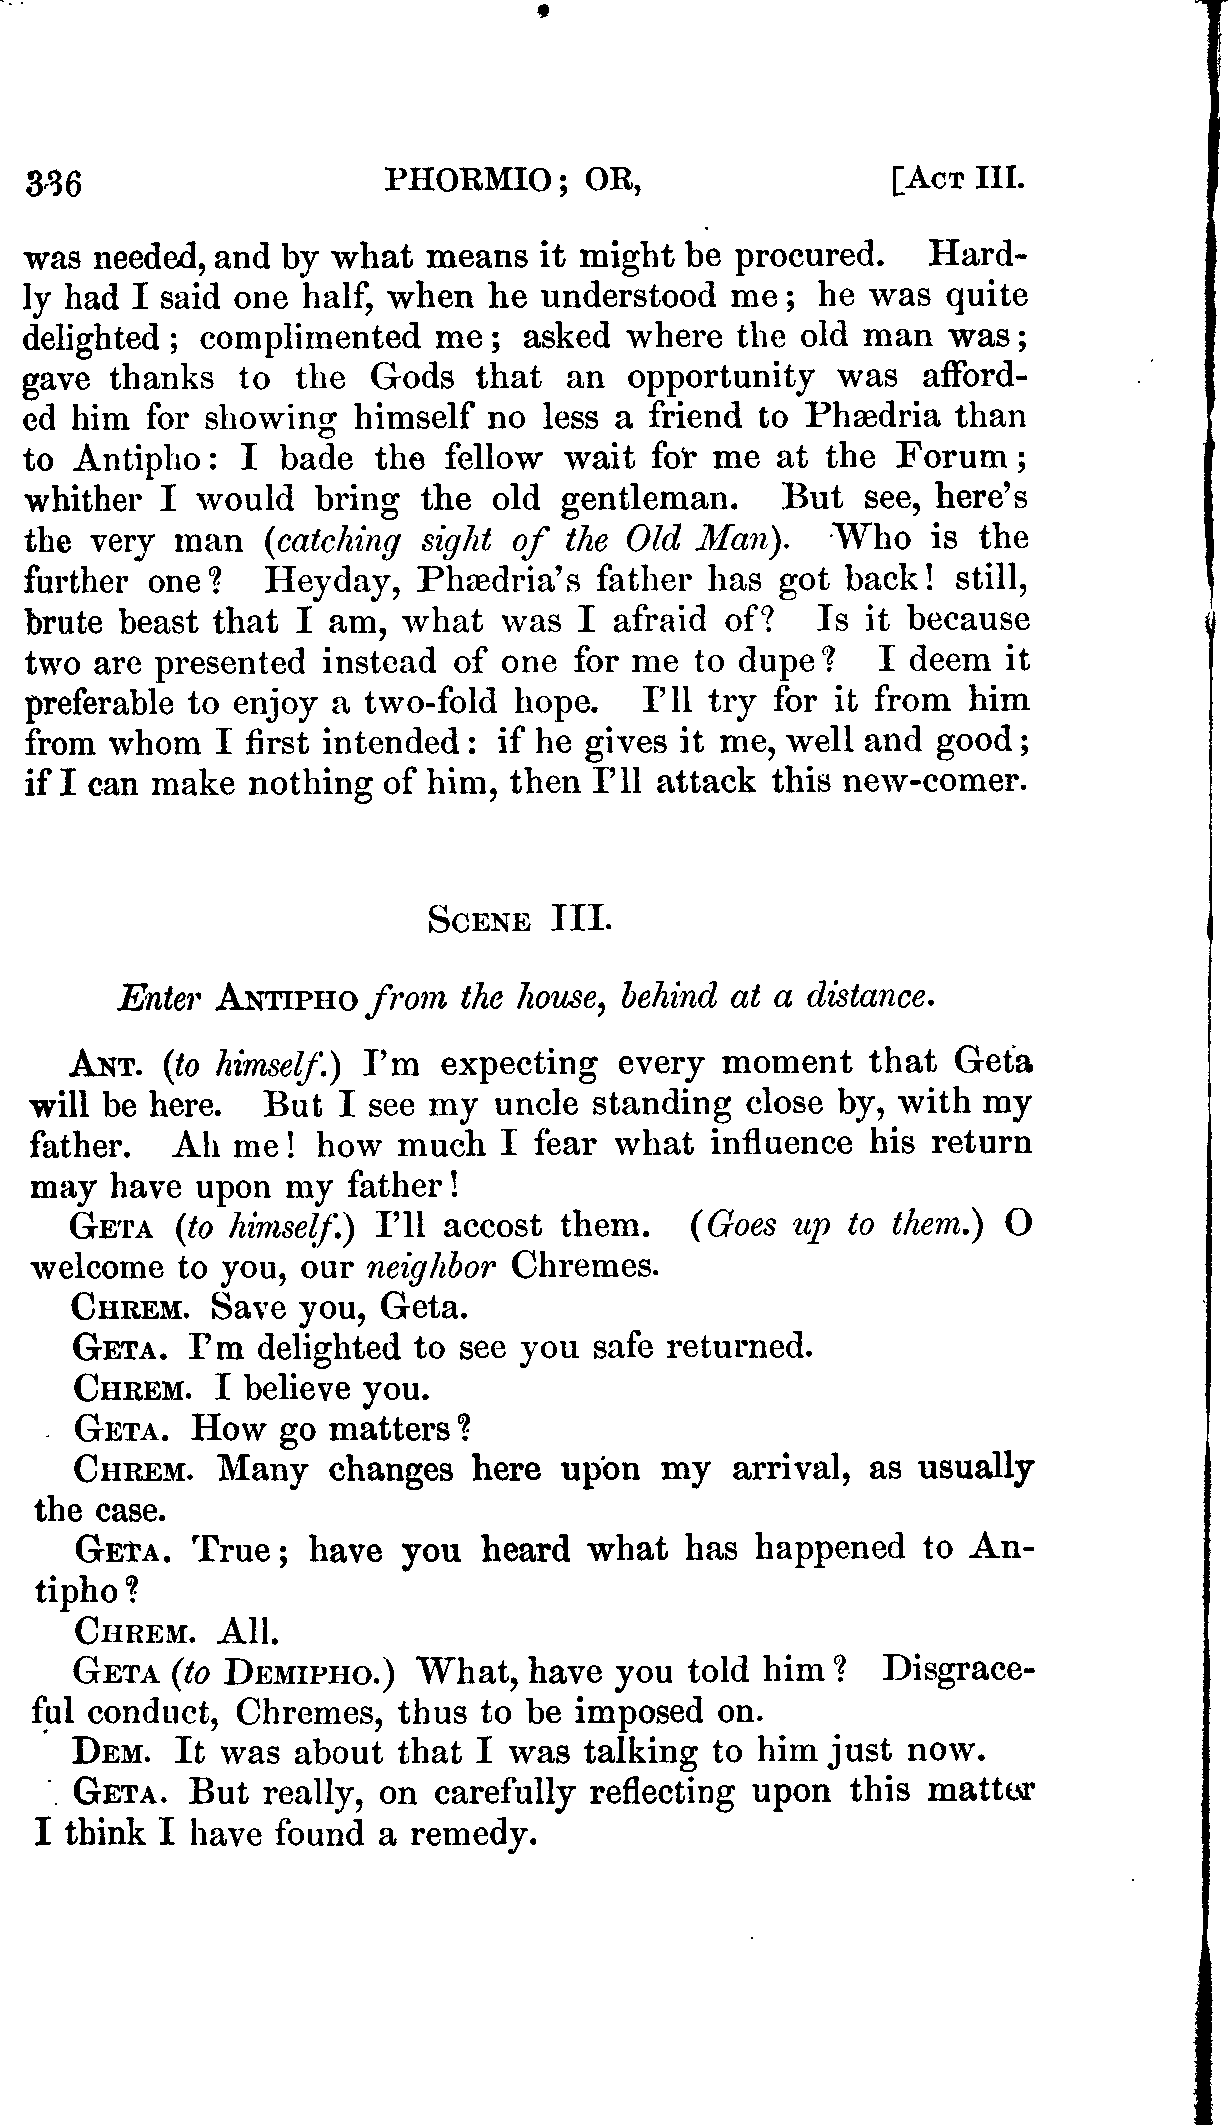 336 PHORMIO; OR, [ACT III.
was needed, and by what means it might be procured. Hard-
ly had I said one half, when he understood me; he was quite
delighted; complimented me; asked where the old man was;
gave thanks to the Gods that an opportunity was afford-
ed him for showing himself no less a friend to Phædria than
to Antipho: I bade the fellow wait for me at the Forum;
whither I would bring the old gentleman. But see, here's
the very man (catching sight of the Old Man). Who is the
further one? Heyday, Phædria's father has got back! still,
brute beast that I am, what was I afraid of? Is it because
two are presented instead of one for me to dupe? I deem it
preferable to enjoy a two-fold hope. I'll try for it from him
from whom I first intended: if he gives it me, well and good;
if I can make nothing of him, then I'll attack this new-comer.
SCENE III.
Enter ANTIPHO from the house, behind at a distance.
ANT. (to himself.) I'm expecting every moment that Geta
will be here. But I see my uncle standing close by, with my
father. Ah me! how much I fear what influence his return
may have upon my father!
GETA (to himself.) I'll accost them. (Goes up to them.) O
welcome to you, our neighbor Chremes.
CHREM. Save you, Geta.
GETA. I'm delighted to see you safe returned.
CHREM. I believe you.
GETA. How go matters?
CHREM. Many changes here upon my arrival, as usually
the case.
GETA. True; have you heard what has happened to An-
tipho?
CHREM. All.
GETA (to DEMIPHO.) What, have you told him? Disgrace-
ful conduct, Chremes, thus to be imposed on.
DEM. It was about that I was talking to him just now.
GETA. But really, on carefully reflecting upon this matter
I think I have found a remedy.